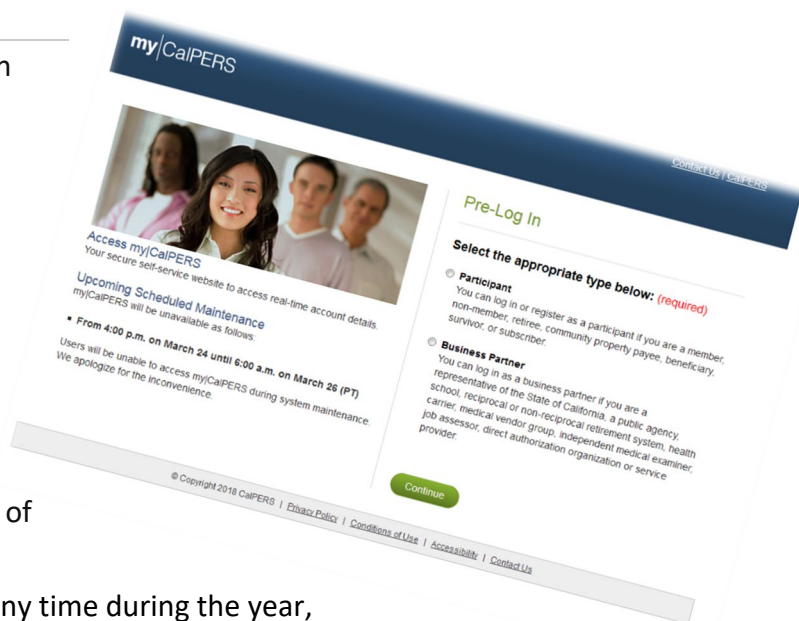 n
of
ny time during the year,
my|CalPERS
Contact Us | CalPERS
Access my|CalPERS
Your secure self-service website to access real-time account details.
Upcoming Scheduled Maintenance
my|CalPERS will be unavailable as follows:
▪ From 4:00 p.m. on March 24 until 6:00 a.m. on March 26 (PT)
Users will be unable to access my|CalPERS during system maintenance.
We apologize for the inconvenience.
Pre-Log In
Select the appropriate type below: (required)
Participant
You can log in or register as a participant if you are a member,
non-member, retiree, community property payee, beneficiary,
survivor, or subscriber.
Business Partner
You can log in as a business partner if you are a
representative of the State of California, a public agency,
school, reciprocal or non-reciprocal retirement system, health
carrier, medical vendor group, independent medical examiner,
job assessor, direct authorization organization or service
provider.
Continue
© Copyright 2018 CalPERS | Privacy Policy | Conditions of Use | Accessibility | Contact Us